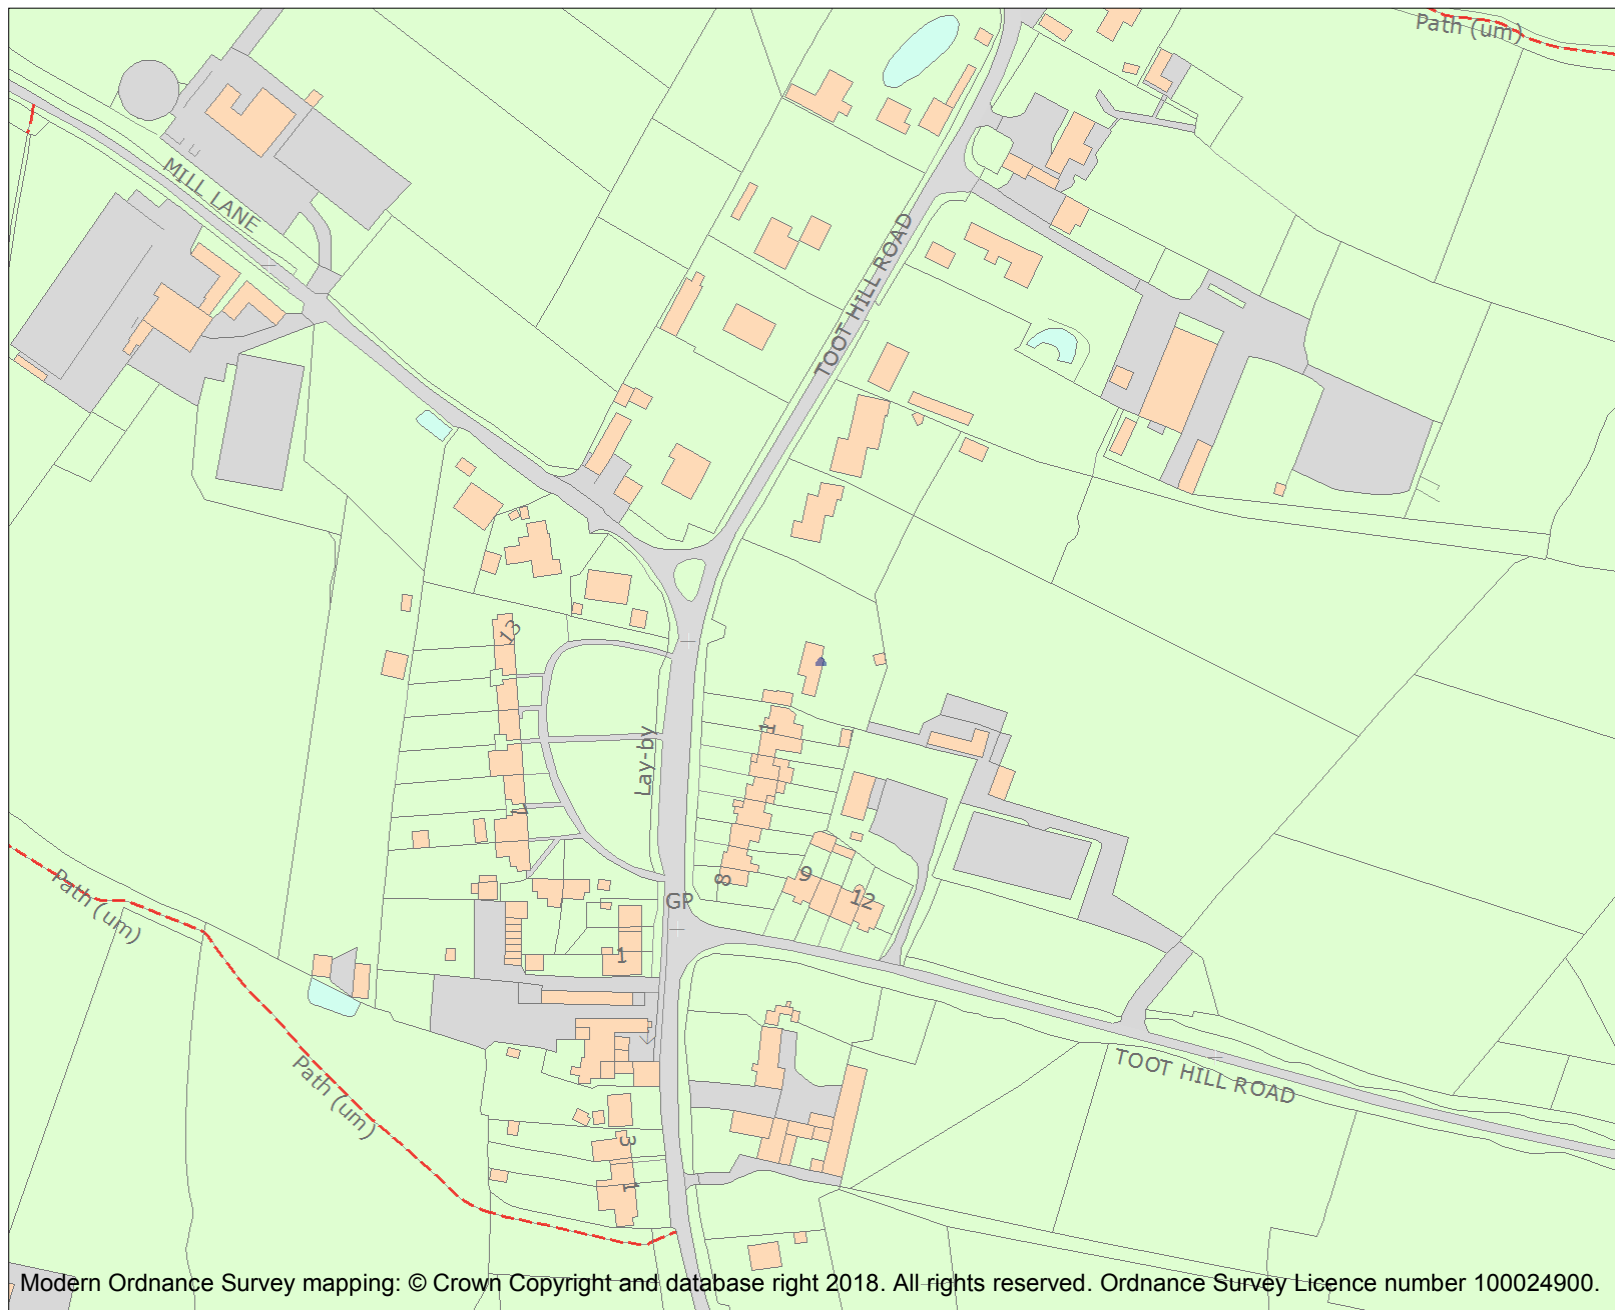 Path (um)
MILL LANE
TOOT HILL ROAD
13
Lay-by
1
7
8
9
12
GP
Path (um)
1
Path (um)
TOOT HILL ROAD
3
1
Modern Ordnance Survey mapping: © Crown Copyright and database right 2018. All rights reserved. Ordnance Survey Licence number 100024900.